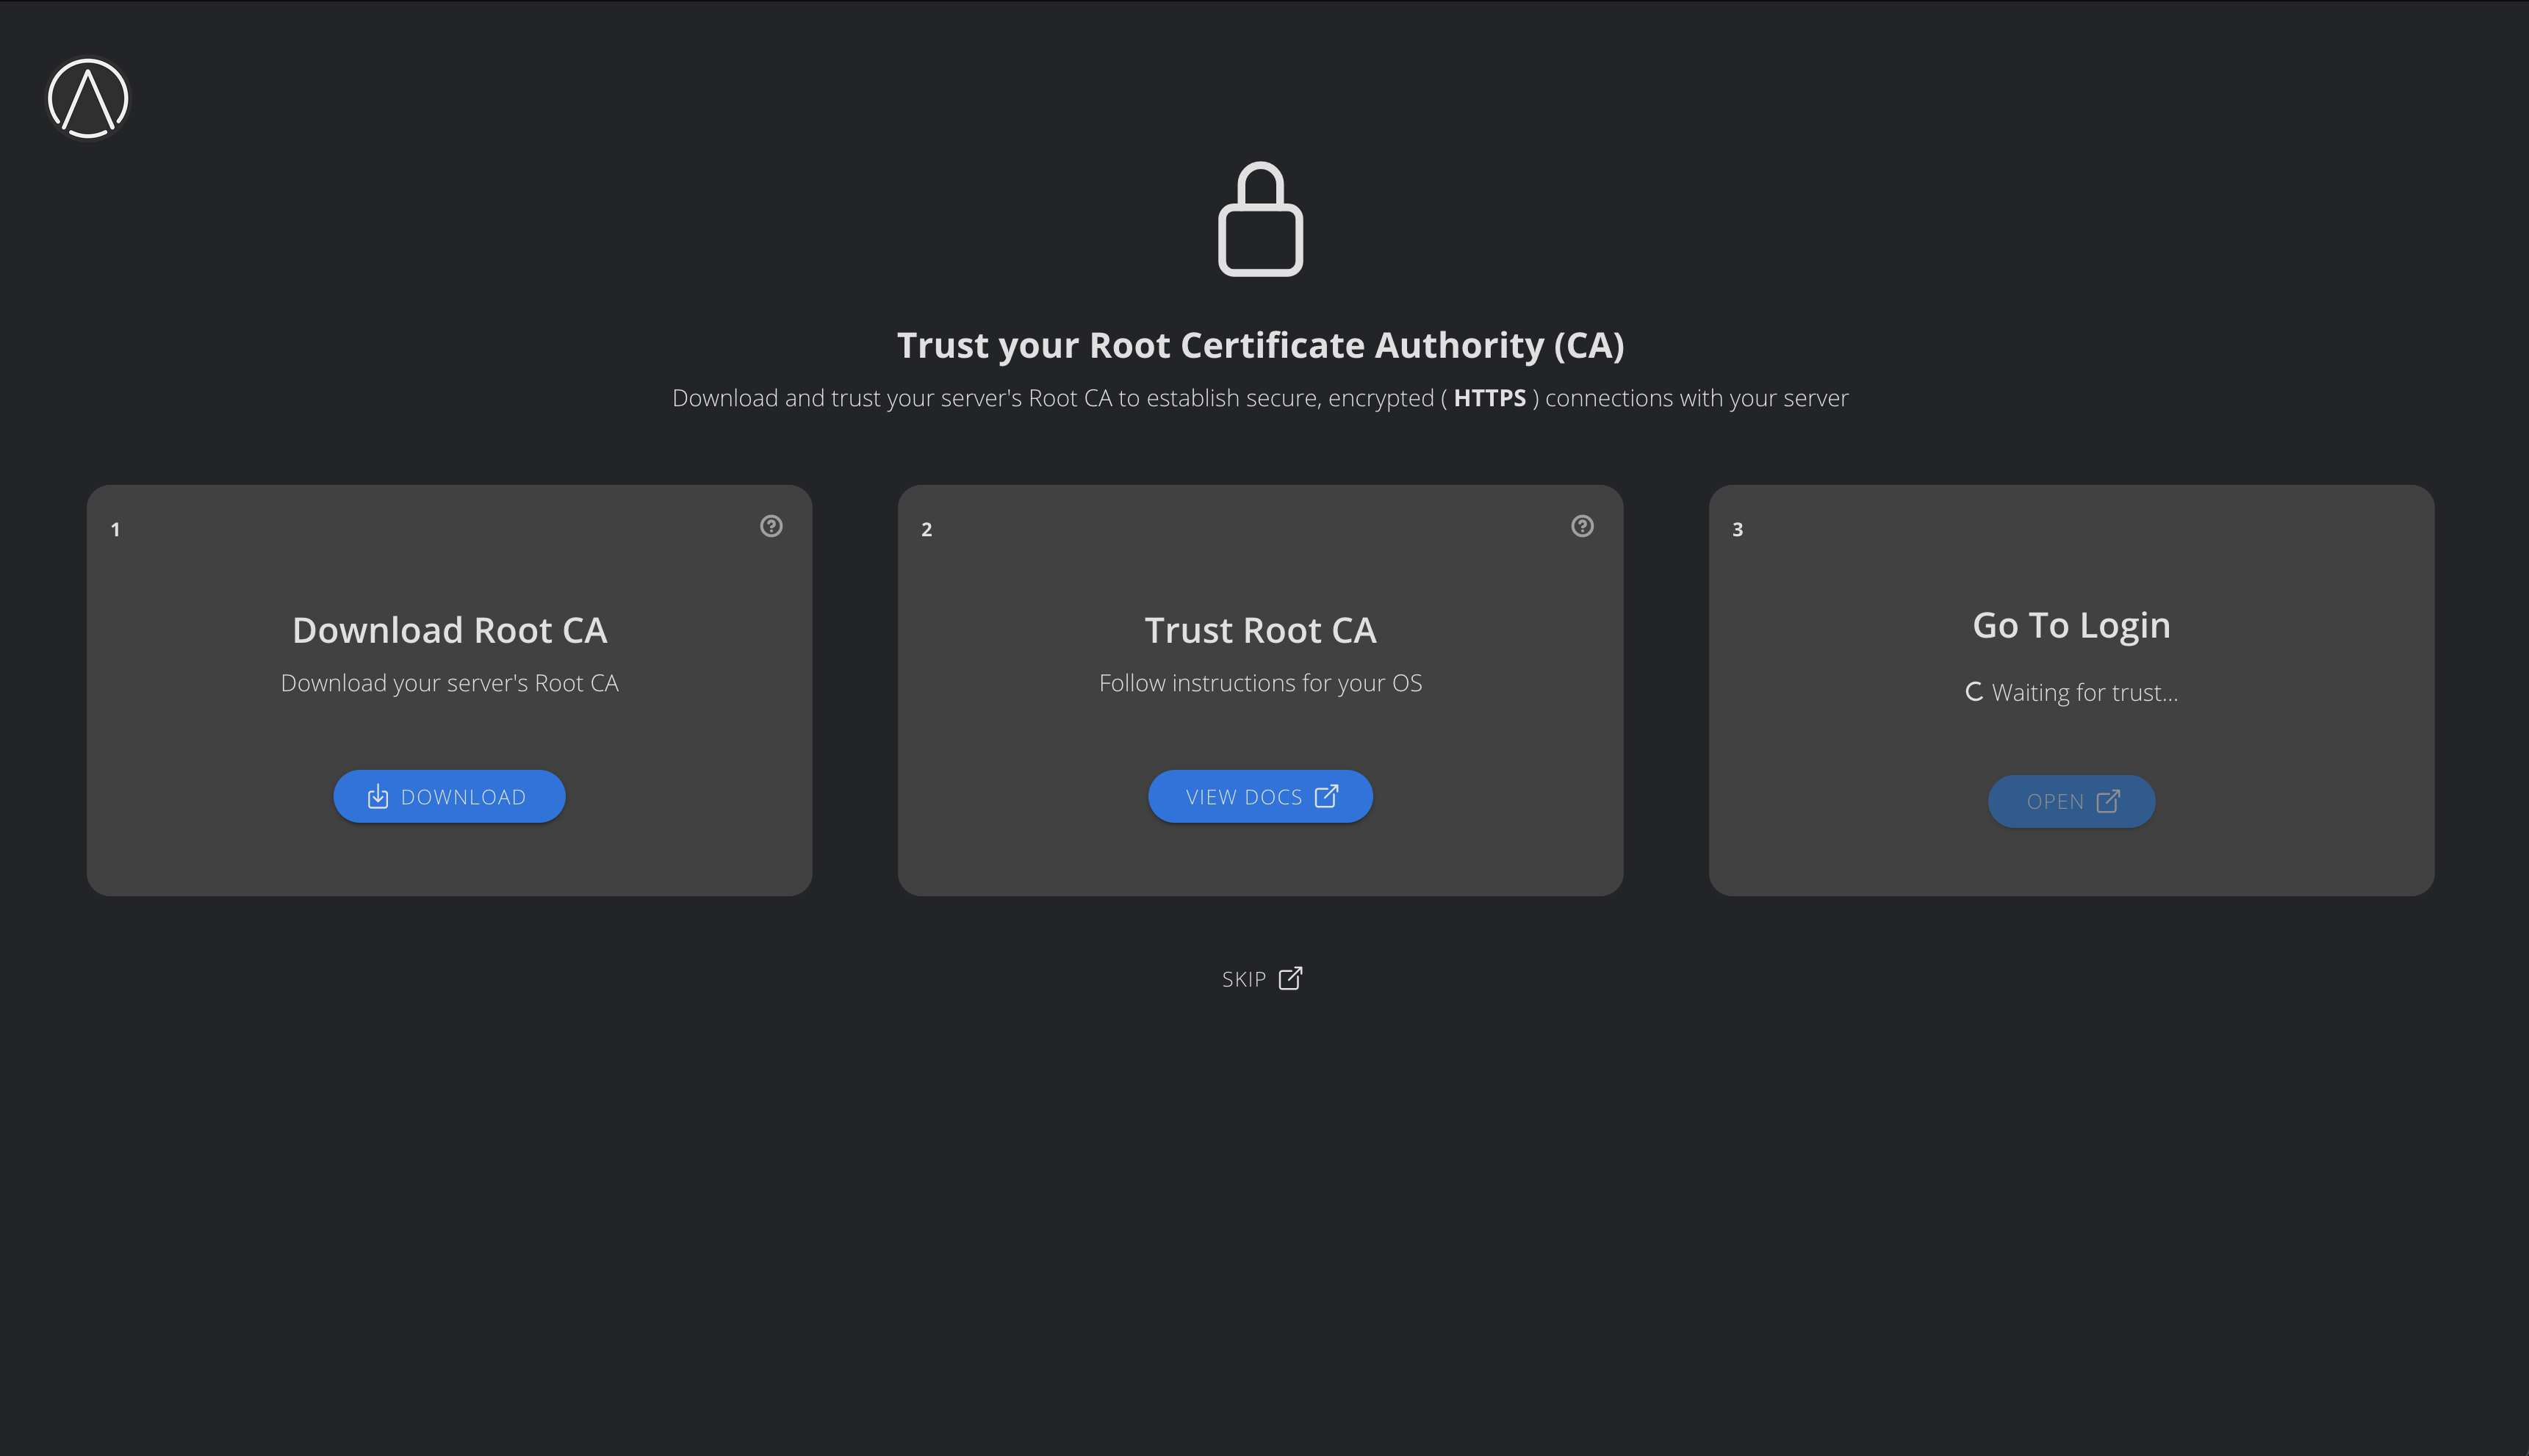 Trust your Root Certificate Authority (CA)
Download and trust your server's Root CA to establish secure, encrypted ( HTTPS ) connections with your server
1
Download Root CA
Download your server's Root CA
DOWNLOAD
2
Trust Root CA
Follow instructions for your OS
VIEW DOCS
3
Go To Login
Waiting for trust...
OPEN
SKIP